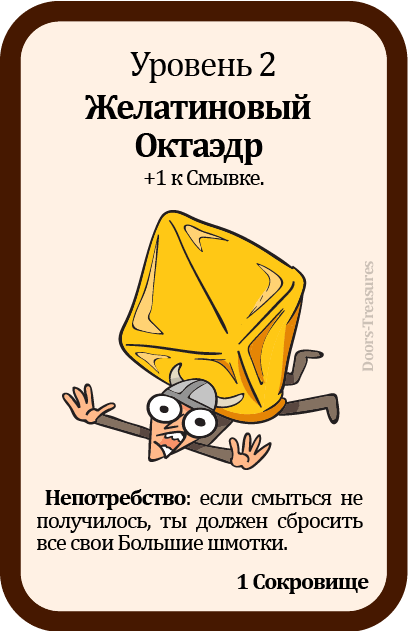 Уровень 2
Желатиновый
Октаэдр
+1 к Смывке.
Doors-Treasures
Непотребство: если смыться не
получилось, ты должен сбросить
все свои Большие шмотки.
1 Сокровище